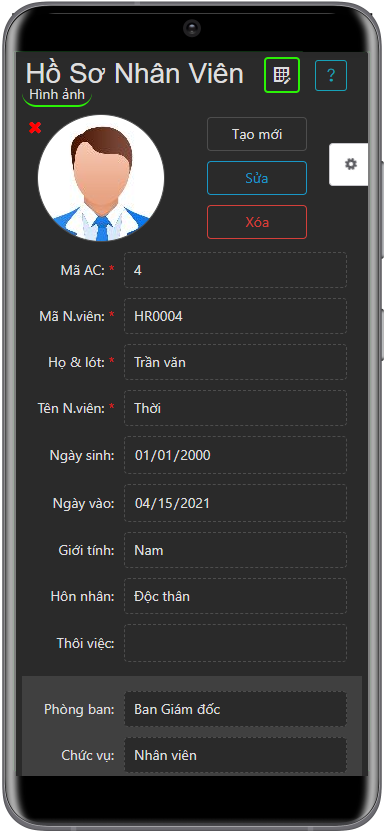 Hồ Sơ Nhân Viên ?
Hình ảnh
Tạo mới
Sửa
Xóa
Mã AC: * 4
Mã N.viên: * HR0004
Họ & lót: * Trần văn
Tên N.viên: * Thời
Ngày sinh: 01/01/2000
Ngày vào: 04/15/2021
Giới tính: Nam
Hôn nhân: Độc thân
Thôi việc:
Phòng ban: Ban Giám đốc
Chức vụ: Nhân viên